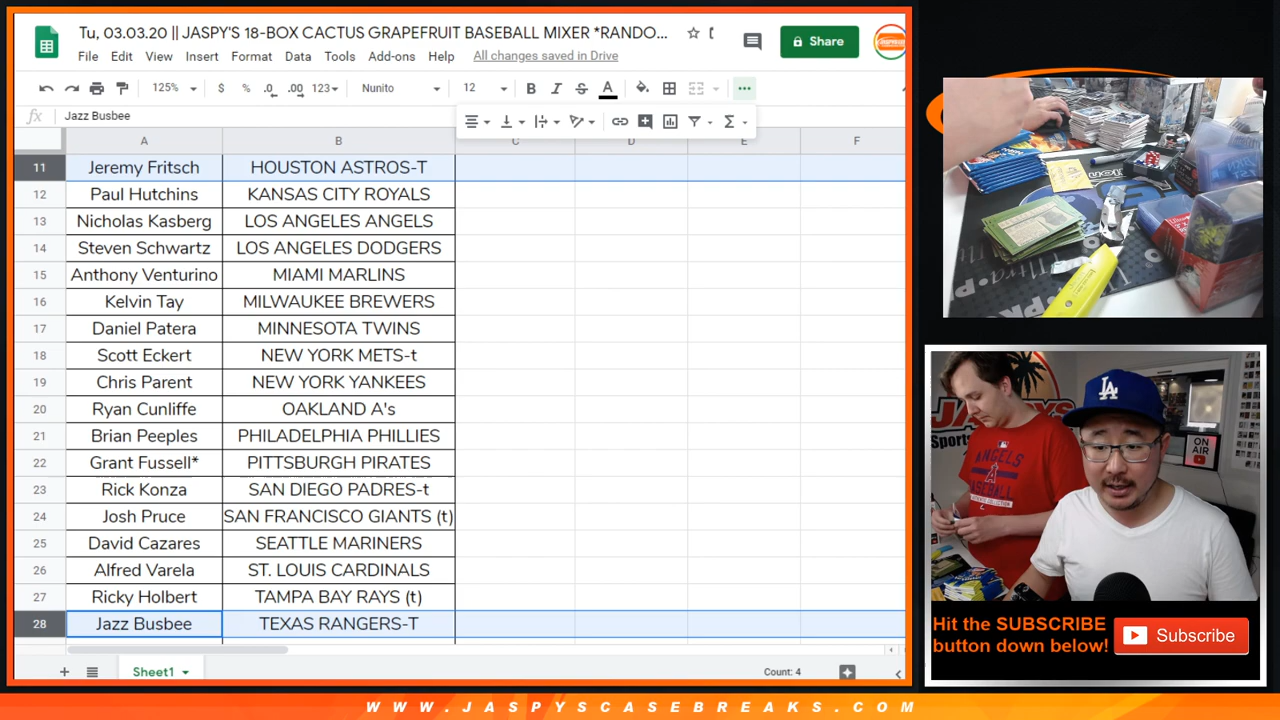 Tu, 03.03.20 || JASPY'S 18-BOX CACTUS GRAPEFRUIT BASEBALL MIXER *RANDO...
Share
File Edit View Insert Format Data Tools Add-ons Help All changes saved in Drive
125% $ % .0 .00 123 Nunito 12 B I S A
fx Jazz Busbee
A B C D E F
11 Jeremy Fritsch HOUSTON ASTROS-T
12 Paul Hutchins KANSAS CITY ROYALS
13 Nicholas Kasberg LOS ANGELES ANGELS
14 Steven Schwartz LOS ANGELES DODGERS
15 Anthony Venturino MIAMI MARLINS
16 Kelvin Tay MILWAUKEE BREWERS
17 Daniel Patera MINNESOTA TWINS
18 Scott Eckert NEW YORK METS-t
19 Chris Parent NEW YORK YANKEES
20 Ryan Cunliffe OAKLAND A's
21 Brian Peeples PHILADELPHIA PHILLIES
22 Grant Fussell* PITTSBURGH PIRATES
23 Rick Konza SAN DIEGO PADRES-t
24 Josh Pruce SAN FRANCISCO GIANTS (t)
25 David Cazares SEATTLE MARINERS
26 Alfred Varela ST. LOUIS CARDINALS
27 Ricky Holbert TAMPA BAY RAYS (t)
28 Jazz Busbee TEXAS RANGERS-T
Sheet1
Count: 4
LA
ON AIR
ANGELS
BASEBALL
Hit the SUBSCRIBE
button down below!
Subscribe
WWW.JASPYSCASEBREAKS.COM